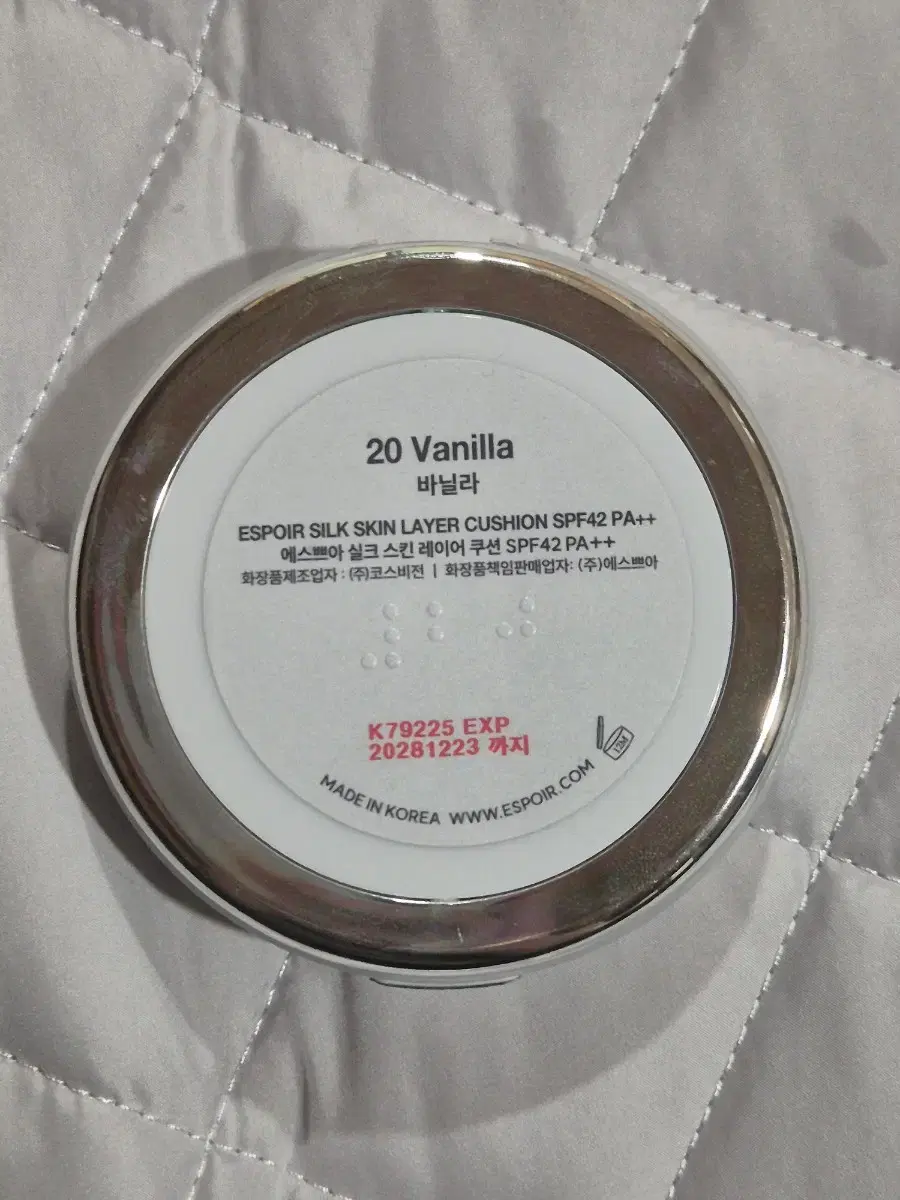 20 Vanilla
바닐라
ESPOIR SILK SKIN LAYER CUSHION SPF42 PA++
에스쁘아 실크 스킨 레이어 쿠션 SPF42 PA++
화장품제조업자 : (주)코스비전 | 화장품책임판매업자: (주)에스쁘아
K79225 EXP
20281223 까지
12M
MADE IN KOREA WWW.ESPOIR.COM